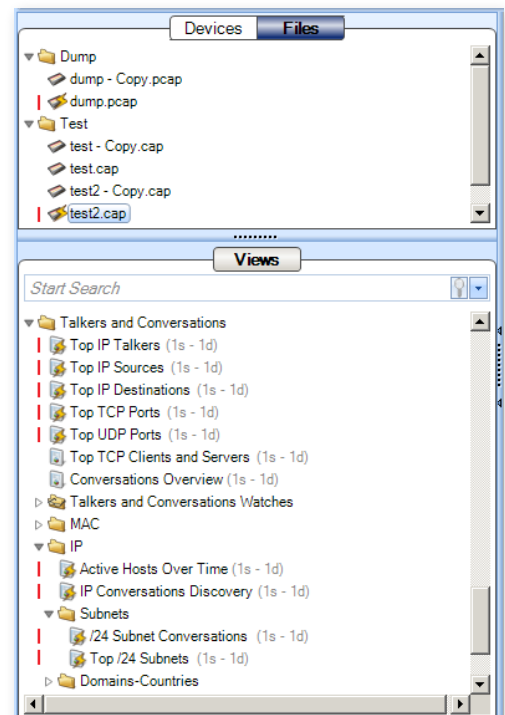 Devices Files
Dump
dump - Copy.pcap
dump.pcap
Test
test - Copy.cap
test.cap
test2 - Copy.cap
test2.cap
Views
Start Search
Talkers and Conversations
Top IP Talkers (1s - 1d)
Top IP Sources (1s - 1d)
Top IP Destinations (1s - 1d)
Top TCP Ports (1s - 1d)
Top UDP Ports (1s - 1d)
Top TCP Clients and Servers (1s - 1d)
Conversations Overview (1s - 1d)
Talkers and Conversations Watches
MAC
IP
Active Hosts Over Time (1s - 1d)
IP Conversations Discovery (1s - 1d)
Subnets
/24 Subnet Conversations (1s - 1d)
Top /24 Subnets (1s - 1d)
Domains-Countries